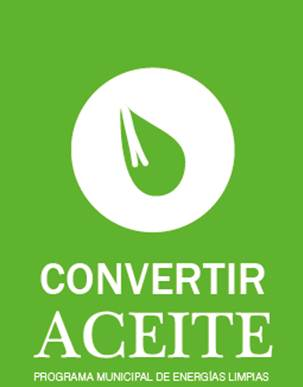 CONVERTIR
ACEITE
PROGRAMA MUNICIPAL DE ENERGÍAS LIMPIAS